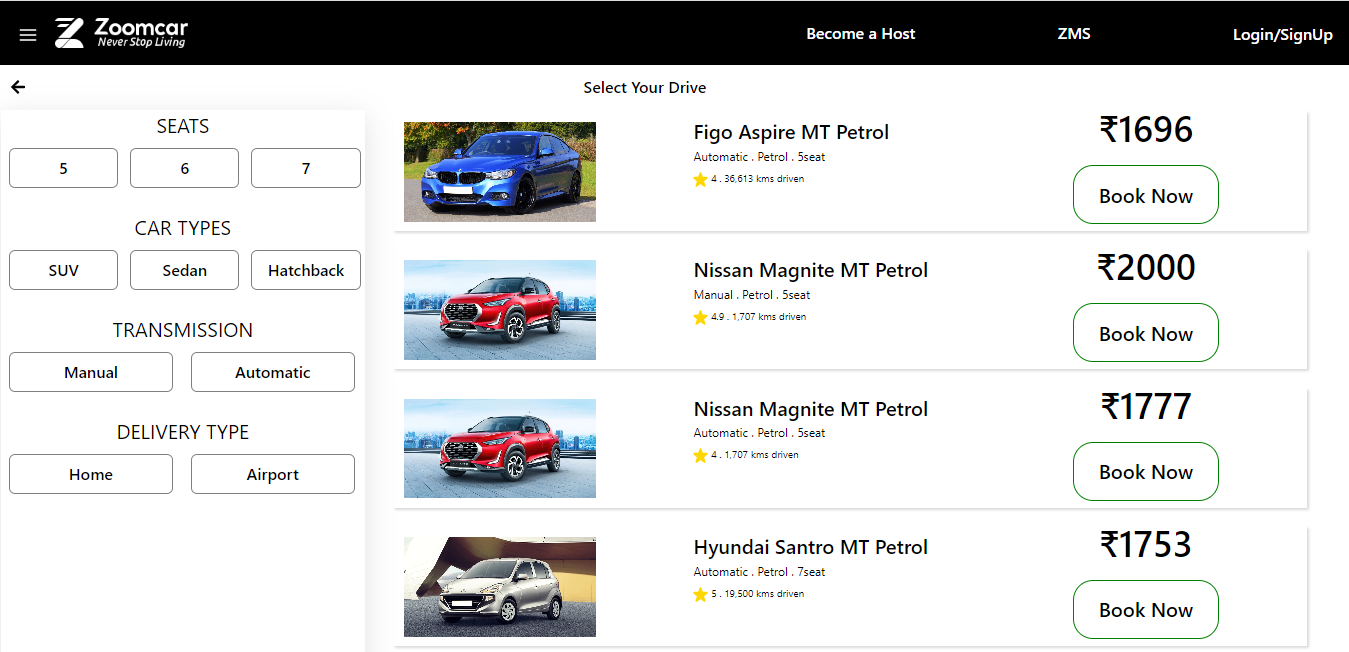 Zoomcar
Never Stop Living
Become a Host
ZMS
Login/SignUp
Select Your Drive
SEATS
5
6
7
CAR TYPES
SUV
Sedan
Hatchback
TRANSMISSION
Manual
Automatic
DELIVERY TYPE
Home
Airport
Figo Aspire MT Petrol
Automatic . Petrol . 5seat
4 . 36,613 kms driven
₹1696
Book Now
Nissan Magnite MT Petrol
Manual . Petrol . 5seat
4.9 . 1,707 kms driven
₹2000
Book Now
Nissan Magnite MT Petrol
Automatic . Petrol . 5seat
4 . 1,707 kms driven
₹1777
Book Now
Hyundai Santro MT Petrol
Automatic . Petrol . 7seat
5 . 19,500 kms driven
₹1753
Book Now